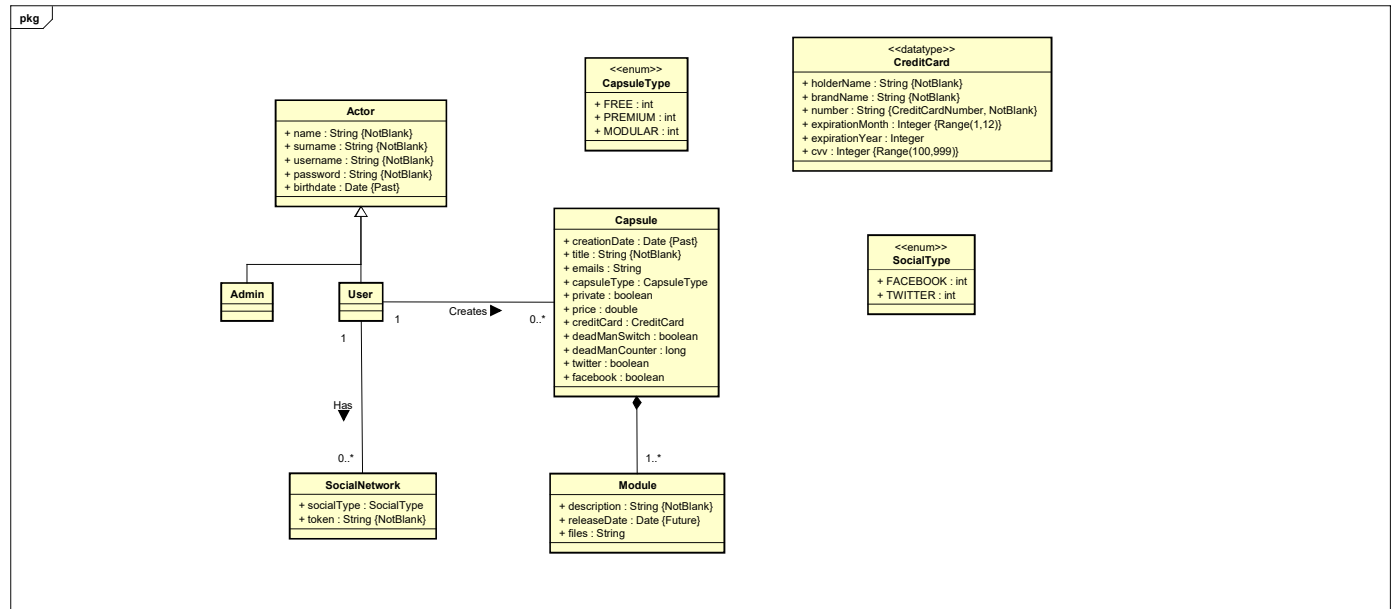 pkg
<<enum>>
CapsuleType
+ FREE : int
+ PREMIUM : int
+ MODULAR : int
<<datatype>>
CreditCard
+ holderName : String {NotBlank}
+ brandName : String {NotBlank}
+ number : String {CreditCardNumber, NotBlank}
+ expirationMonth : Integer {Range(1,12)}
+ expirationYear : Integer
+ cvv : Integer {Range(100,999)}
Actor
+ name : String {NotBlank}
+ surname : String {NotBlank}
+ username : String {NotBlank}
+ password : String {NotBlank}
+ birthdate : Date {Past}
Capsule
+ creationDate : Date {Past}
+ title : String {NotBlank}
+ emails : String
+ capsuleType : CapsuleType
+ private : boolean
+ price : double
+ creditCard : CreditCard
+ deadManSwitch : boolean
+ deadManCounter : long
+ twitter : boolean
+ facebook : boolean
<<enum>>
SocialType
+ FACEBOOK : int
+ TWITTER : int
Admin
User
1
Creates
0..*
1
Has
0..*
1..*
SocialNetwork
+ socialType : SocialType
+ token : String {NotBlank}
Module
+ description : String {NotBlank}
+ releaseDate : Date {Future}
+ files : String